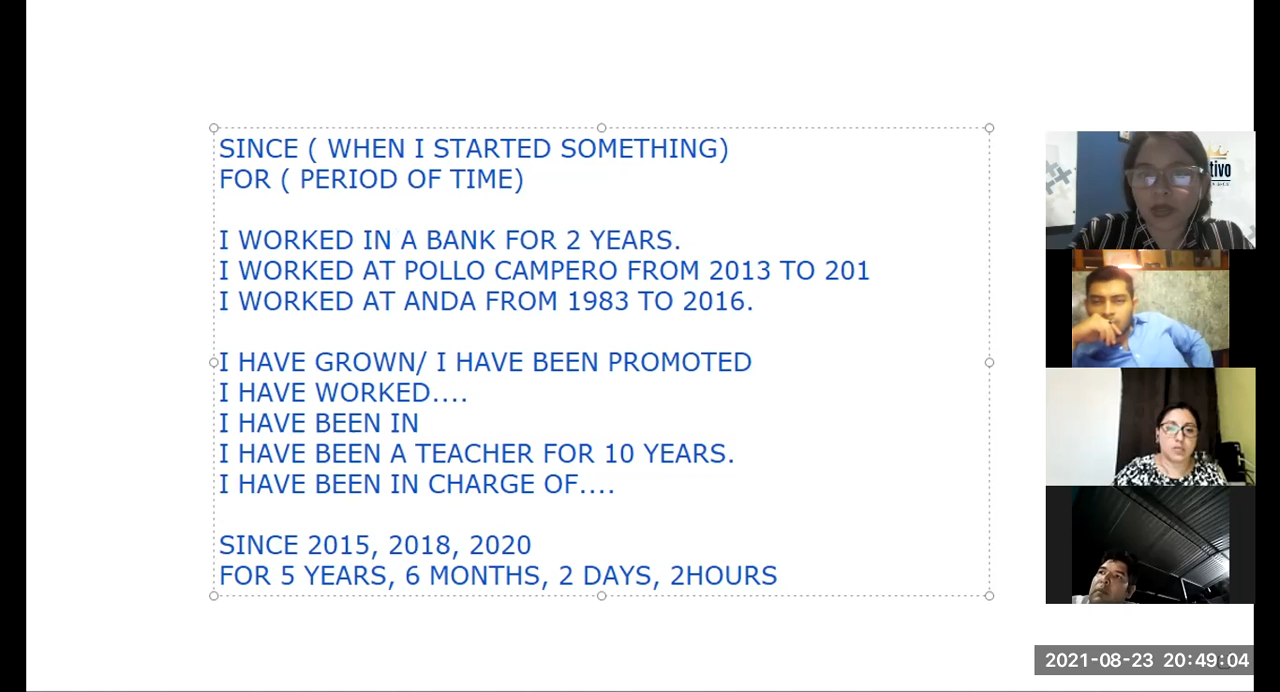 SINCE ( WHEN I STARTED SOMETHING)
FOR ( PERIOD OF TIME)
I WORKED IN A BANK FOR 2 YEARS.
I WORKED AT POLLO CAMPERO FROM 2013 TO 201
I WORKED AT ANDA FROM 1983 TO 2016.
I HAVE GROWN/ I HAVE BEEN PROMOTED
I HAVE WORKED....
I HAVE BEEN IN
I HAVE BEEN A TEACHER FOR 10 YEARS.
I HAVE BEEN IN CHARGE OF....
SINCE 2015, 2018, 2020
FOR 5 YEARS, 6 MONTHS, 2 DAYS, 2HOURS
tivo
2021-08-23 20:49:04